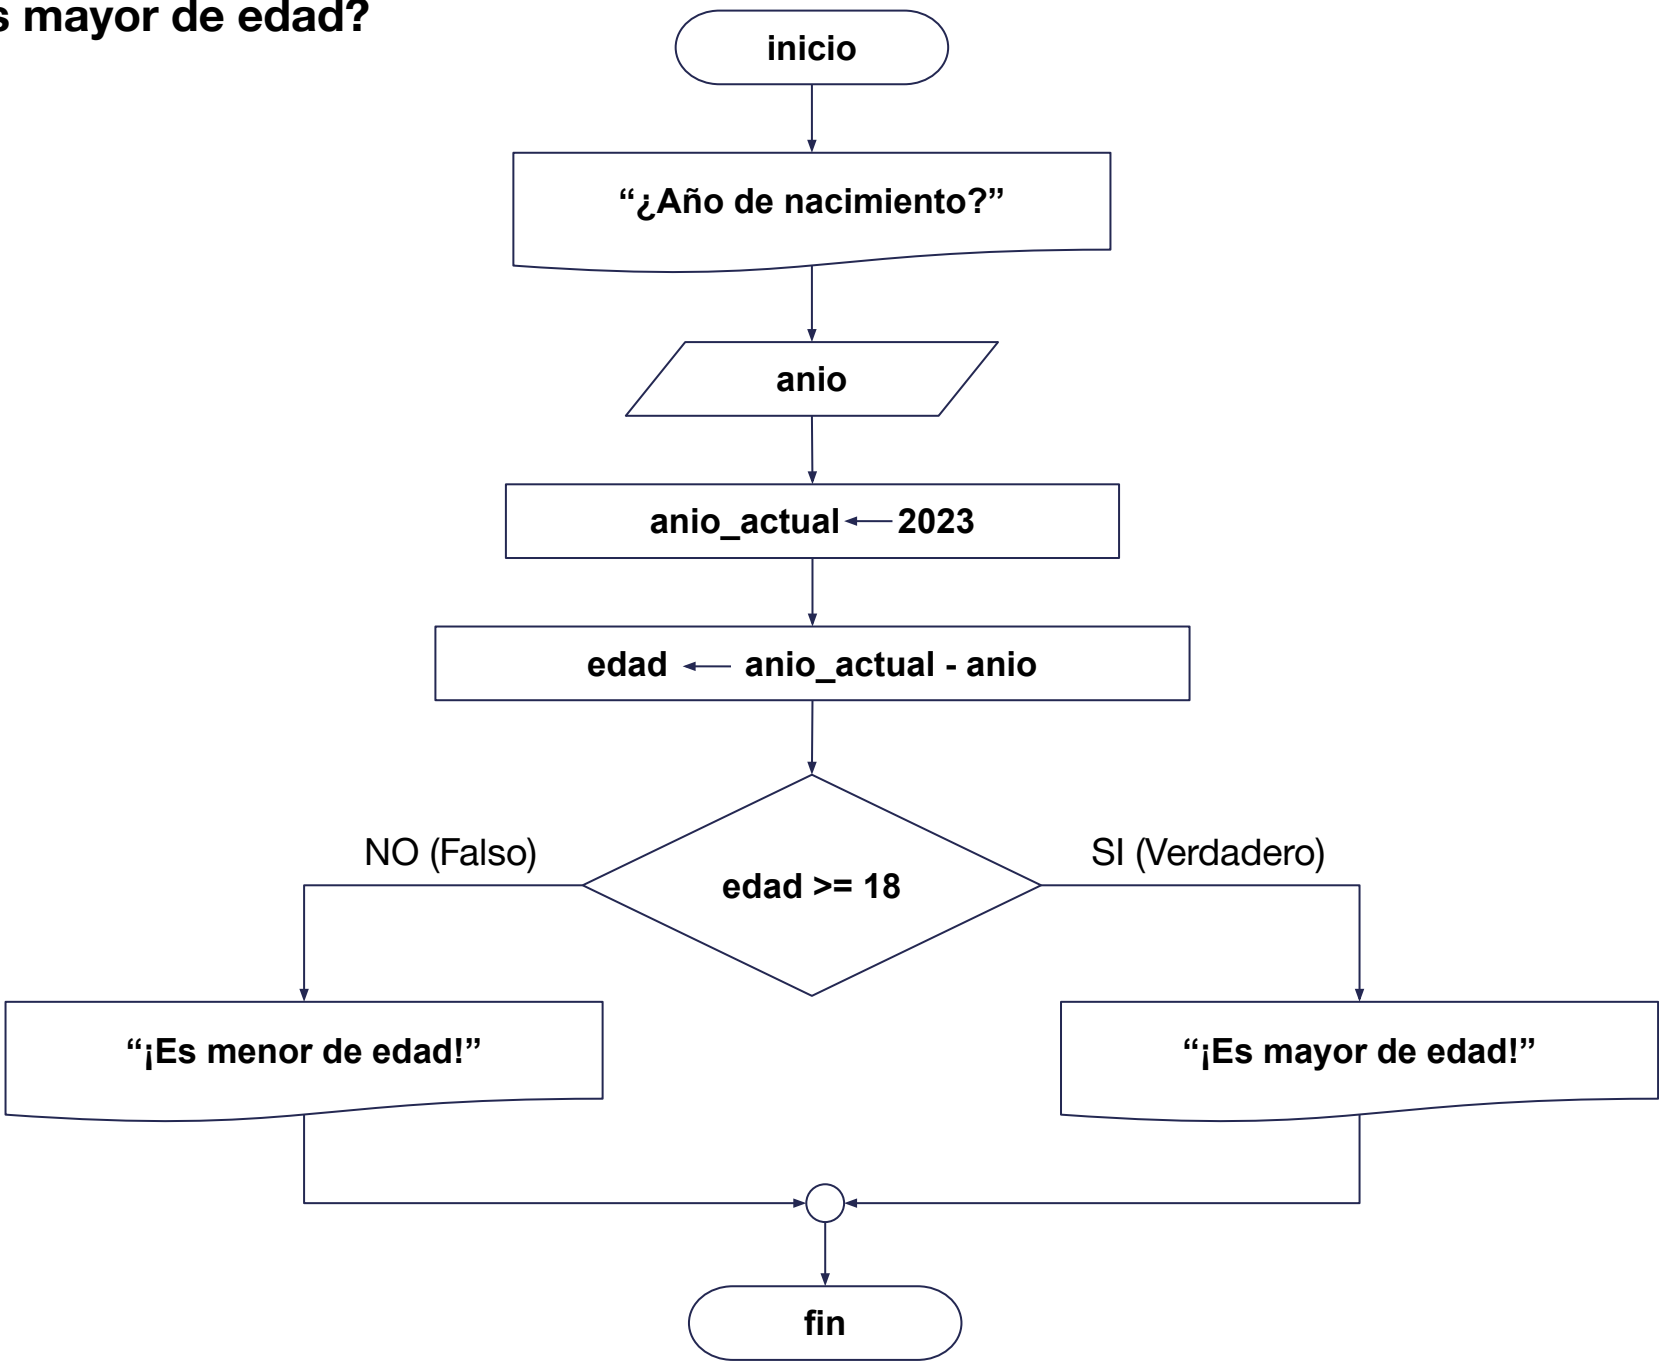 s mayor de edad?
inicio
“¿Año de nacimiento?”
anio
anio_actual ← 2023
edad ← anio_actual - anio
NO (Falso)
SI (Verdadero)
edad >= 18
“¡Es menor de edad!”
“¡Es mayor de edad!”
fin